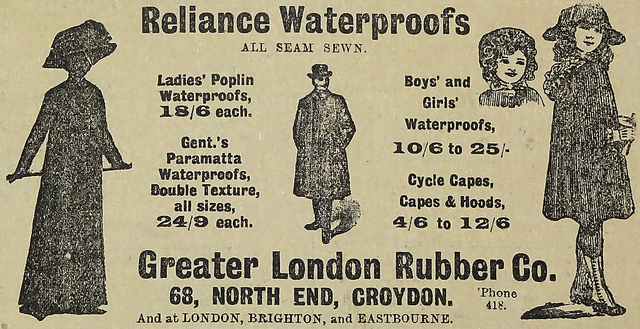 Reliance Waterproofs
ALL SEAM SEWN.
Ladies' Poplin
Waterproofs,
18/6 each.
Gent.'s
Paramatta
Waterproofs,
Double Texture,
all sizes,
24/9 each.
Boys' and
Girls'
Waterproofs,
10/6 to 25/-
Cycle Capes,
Capes & Hoods,
4/6 to 12/6
Greater London Rubber Co.
68, NORTH END, CROYDON.
'Phone
418.
And at LONDON, BRIGHTON, and EASTBOURNE.